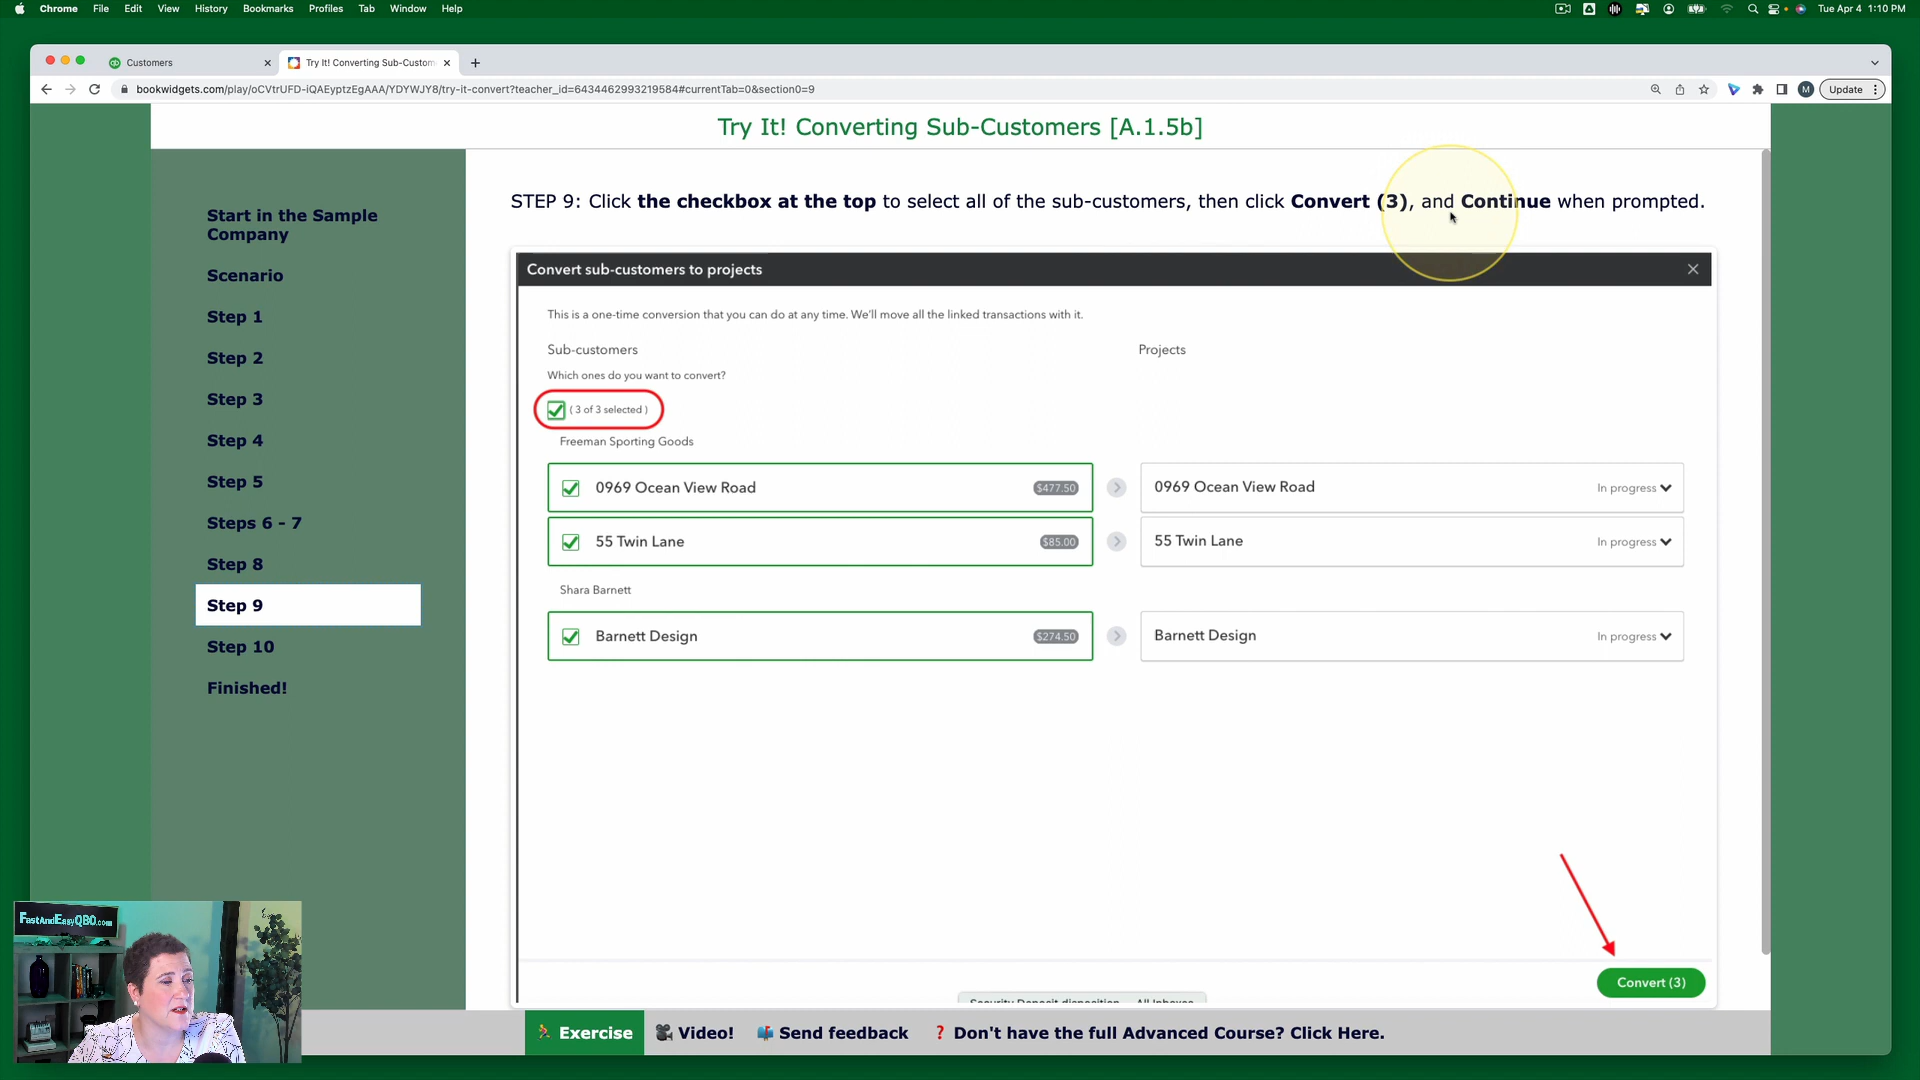 Chrome File Edit View History Bookmarks Profiles Tab Window Help
Tue Apr 4 1:10 PM
Customers
Try It! Converting Sub-Custom
bookwidgets.com/play/oCVtrUFD-iQAEyptzEgAAA/YDYWJY8/try-it-convert?teacher_id=6434462993219584#currentTab=0&section0=9
M
Update
Try It! Converting Sub-Customers [A.1.5b]
Start in the Sample
Company
Scenario
Step 1
Step 2
Step 3
Step 4
Step 5
Steps 6 - 7
Step 8
Step 9
Step 10
Finished!
STEP 9: Click the checkbox at the top to select all of the sub-customers, then click Convert (3), and Continue when prompted.
Convert sub-customers to projects
This is a one-time conversion that you can do at any time. We'll move all the linked transactions with it.
Sub-customers
Projects
Which ones do you want to convert?
( 3 of 3 selected )
Freeman Sporting Goods
0969 Ocean View Road $477.50
0969 Ocean View Road In progress
55 Twin Lane $85.00
55 Twin Lane In progress
Shara Barnett
Barnett Design $274.50
Barnett Design In progress
Convert (3)
Security Deposit disposition — All Inboxes
FastAndEasyQBO.com
Exercise
Video!
Send feedback
? Don't have the full Advanced Course? Click Here.